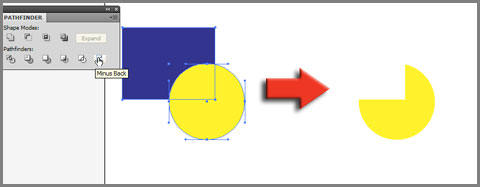 PATHFINDER
Shape Modes:
Expand
Pathfinders:
Minus Back